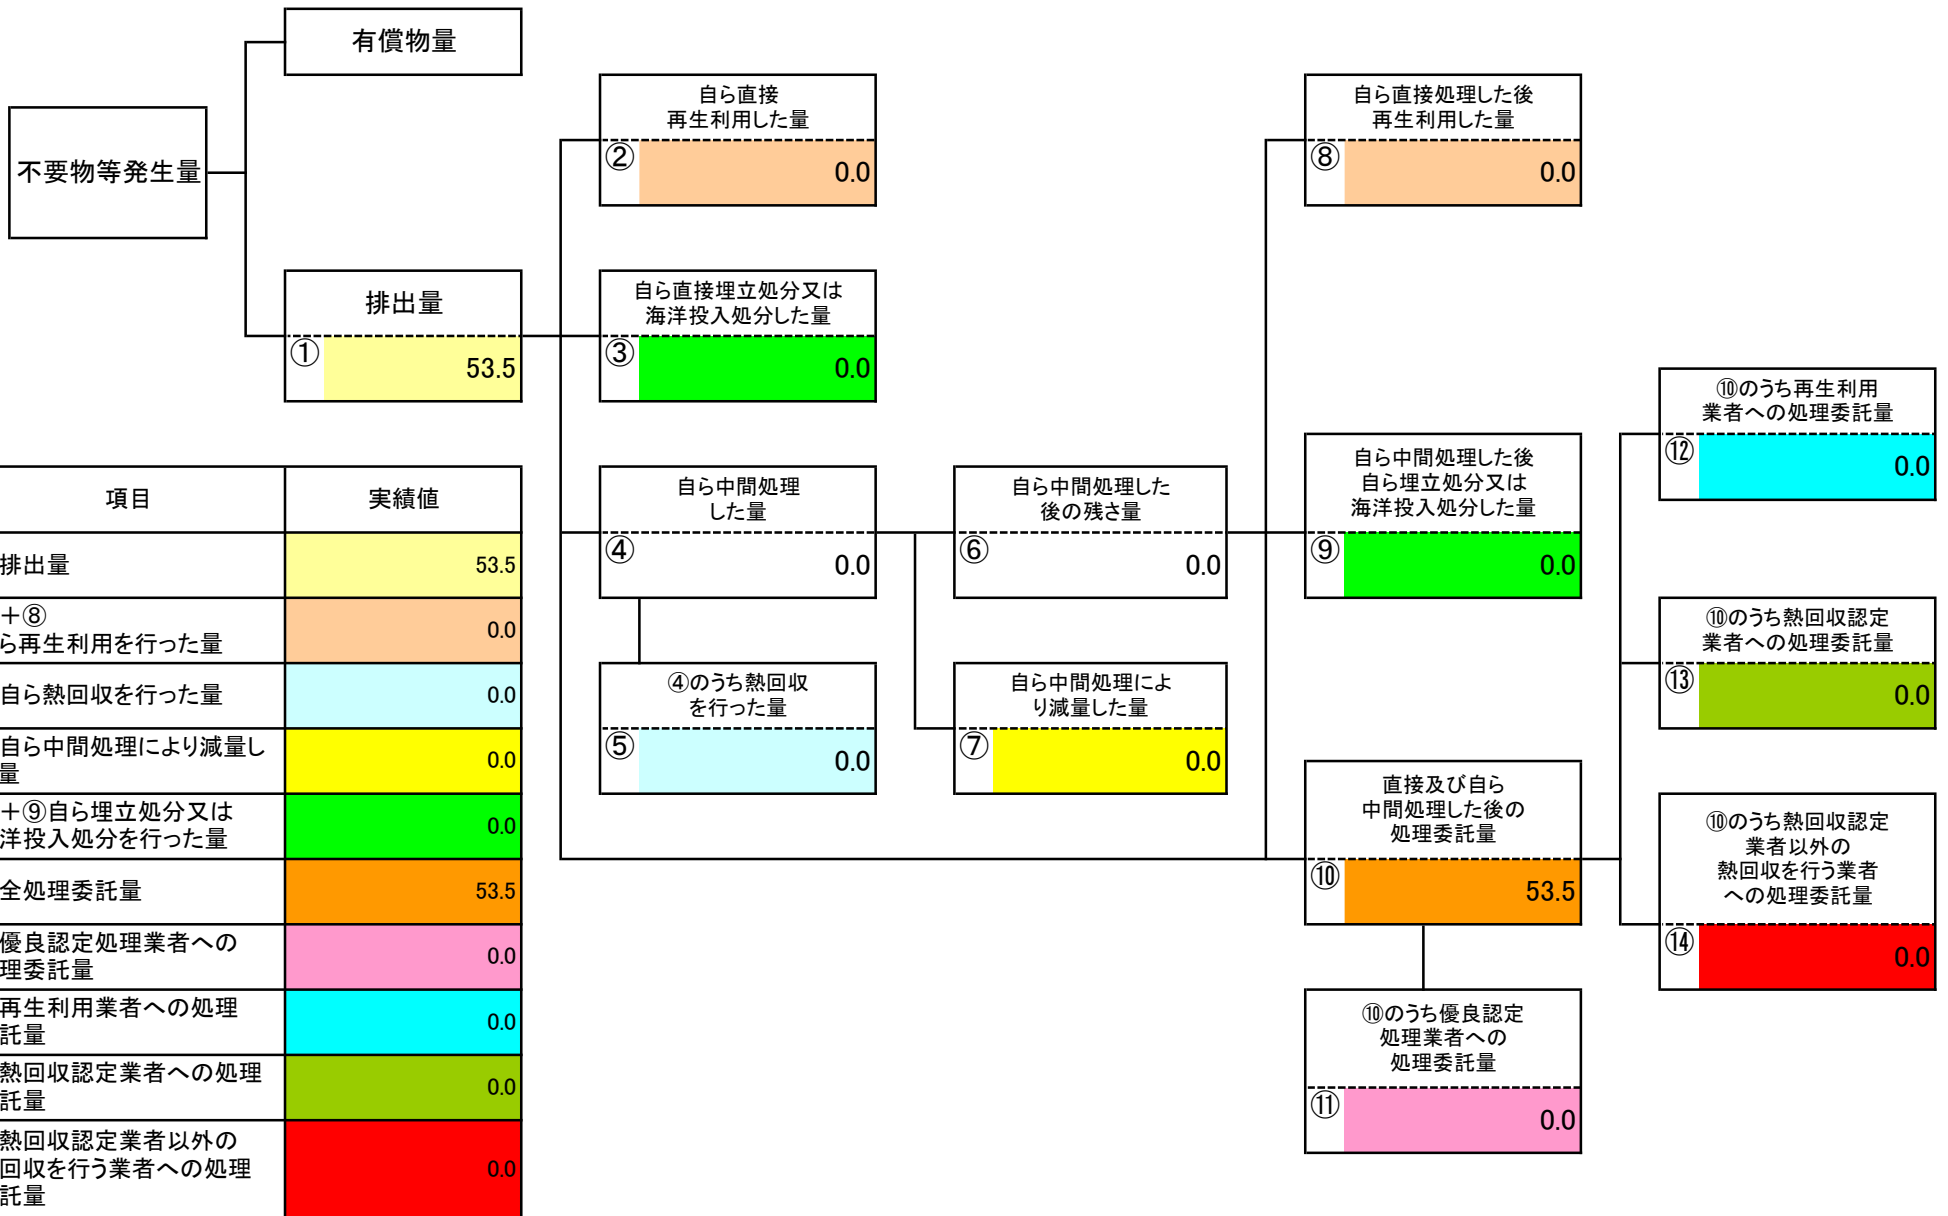 有償物量
不要物等発生量
排出量
①
53.5
自ら直接
再生利用した量
②
0.0
自ら直接埋立処分又は
海洋投入処分した量
③
0.0
自ら中間処理
した量
④
0.0
④のうち熱回収
を行った量
⑤
0.0
自ら中間処理した
後の残さ量
⑥
0.0
自ら中間処理によ
り減量した量
⑦
0.0
自ら直接処理した後
再生利用した量
⑧
0.0
自ら中間処理した後
自ら埋立処分又は
海洋投入処分した量
⑨
0.0
直接及び自ら
中間処理した後の
処理委託量
⑩
53.5
⑩のうち優良認定
処理業者への
処理委託量
⑪
0.0
⑩のうち再生利用
業者への処理委託量
⑫
0.0
⑩のうち熱回収認定
業者への処理委託量
⑬
0.0
⑩のうち熱回収認定
業者以外の
熱回収を行う業者
への処理委託量
⑭
0.0
項目
実績値
排出量
53.5
+⑧
ら再生利用を行った量
0.0
自ら熱回収を行った量
0.0
自ら中間処理により減量し
量
0.0
+⑨自ら埋立処分又は
洋投入処分を行った量
0.0
全処理委託量
53.5
優良認定処理業者への
理委託量
0.0
再生利用業者への処理
託量
0.0
熱回収認定業者への処理
託量
0.0
熱回収認定業者以外の
回収を行う業者への処理
託量
0.0